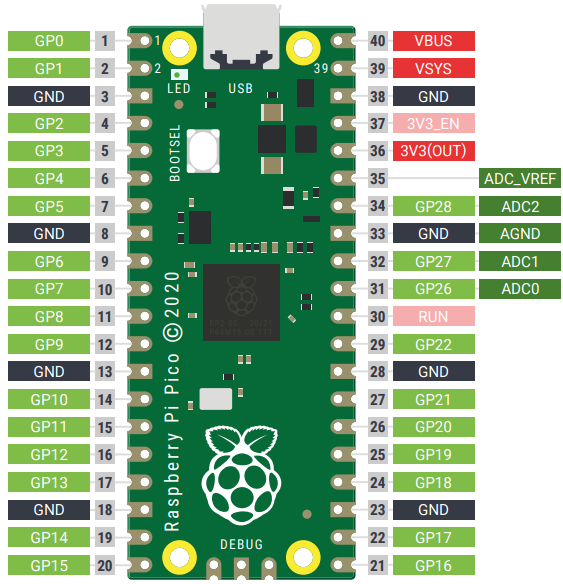 GP0 1 1 40 VBUS
GP1 2 2 39 39 VSYS
LED USB
GND 3 38 GND
GP2 4 37 3V3_EN
GP3 5 BOOTSEL 36 3V3(OUT)
GP4 6 35 ADC_VREF
GP5 7 34 GP28 ADC2
GND 8 33 GND AGND
GP6 9 32 GP27 ADC1
GP7 10 31 GP26 ADC0
GP8 11 30 RUN
GP9 12 29 GP22
GND 13 28 GND
GP10 14 27 GP21
GP11 15 26 GP20
GP12 16 25 GP19
GP13 17 24 GP18
GND 18 23 GND
GP14 19 22 GP17
GP15 20 21 GP16
Raspberry Pi Pico © 2020
DEBUG